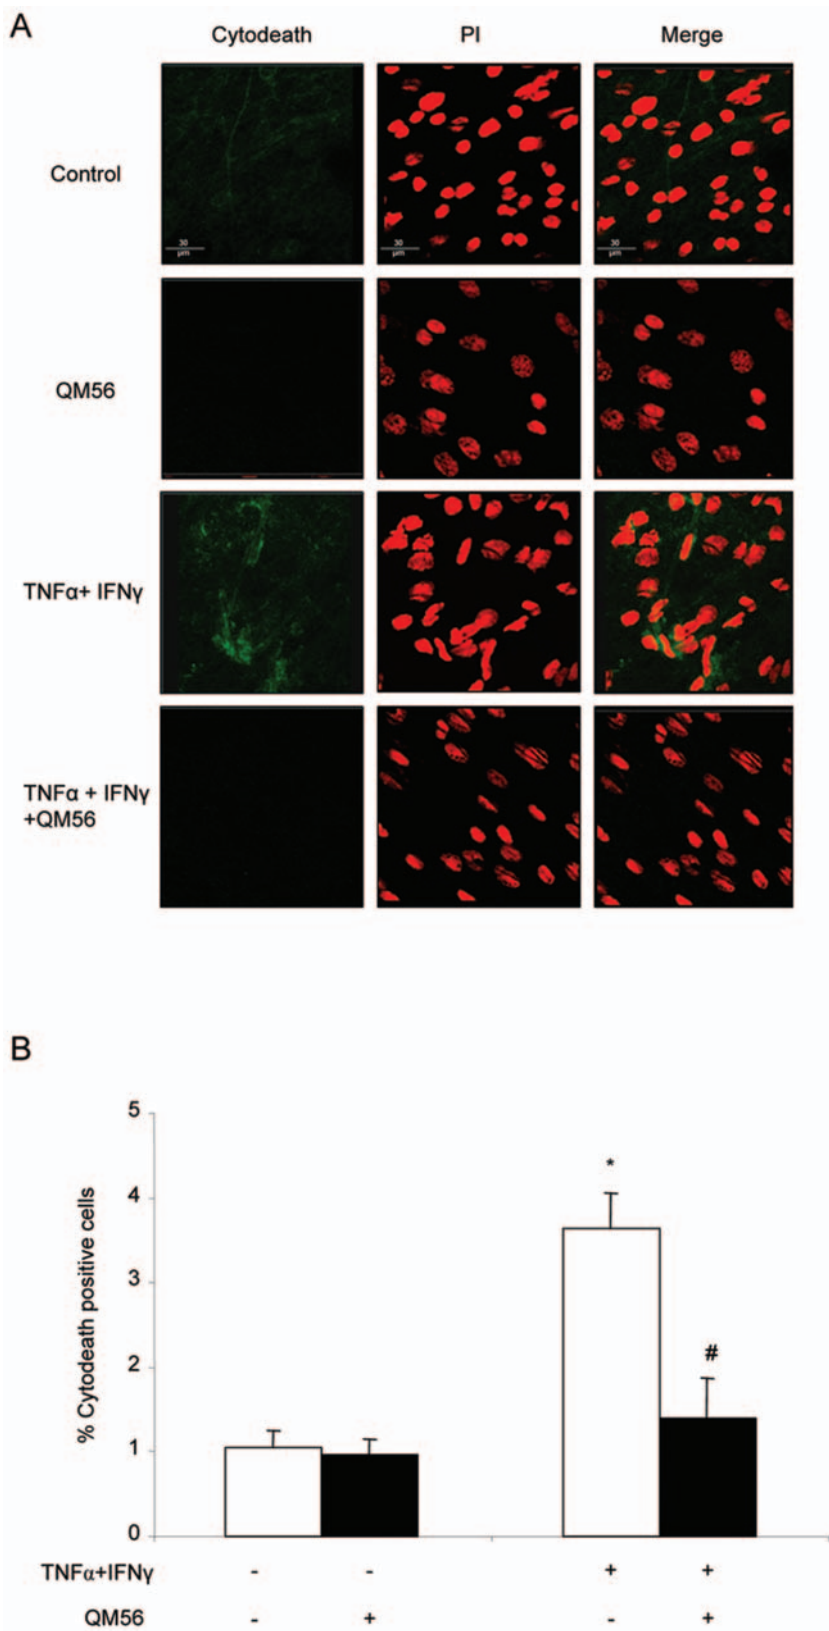 A
Cytodeath PI Merge
Control
30 30 30
µm µm µm
QM56
TNFα+ IFNγ
TNFα + IFNγ
+QM56
B
% Cytodeath positive cells
5
4
3
2
1
0
*
#
TNFα+IFNγ - - + +
QM56 - + - +